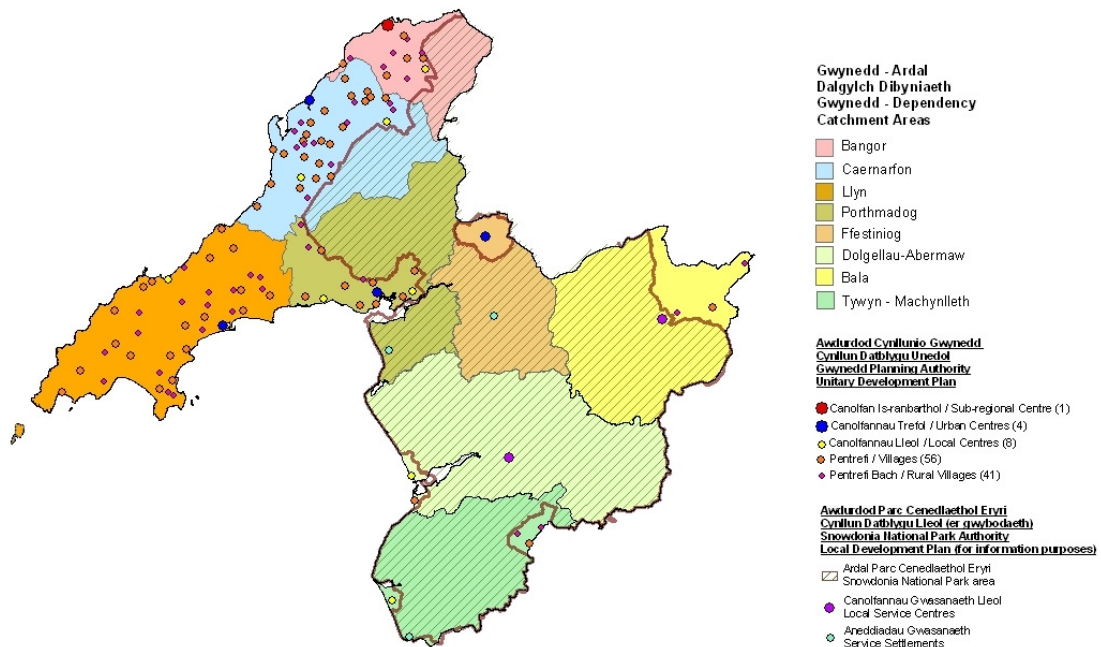 Gwynedd - Ardal
Dalgylch Dibyniaeth
Gwynedd - Dependency
Catchment Areas
Bangor
Caernarfon
Llyn
Porthmadog
Ffestiniog
Dolgellau-Abermaw
Bala
Tywyn - Machynlleth
Awdurdod Cynllunio Gwynedd
Cynllun Datblygu Unedol
Gwynedd Planning Authority
Unitary Development Plan
Canolfan Is-ranbarthol / Sub-regional Centre (1)
Canolfannau Trefol / Urban Centres (4)
Canolfannau Lleol / Local Centres (8)
Pentrefi / Villages (56)
Pentrefi Bach / Rural Villages (41)
Awdurdod Parc Cenedlaethol Eryri
Cynllun Datblygu Lleol (er gwybodaeth)
Snowdonia National Park Authority
Local Development Plan (for information purposes)
Ardal Parc Cenedlaethol Eryri
Snowdonia National Park area
Canolfannau Gwasanaeth Lleol
Local Service Centres
Aneddiadau Gwasanaeth
Service Settlements